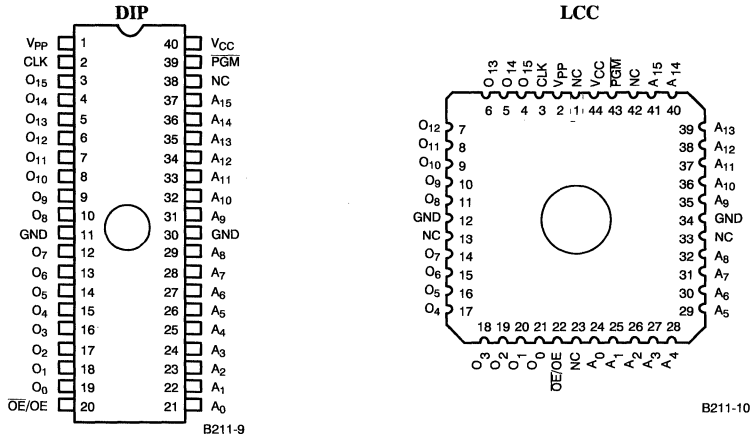 DIP
VPP 1 40 VCC
CLK 2 39 PGM
O15 3 38 NC
O14 4 37 A15
O13 5 36 A14
O12 6 35 A13
O11 7 34 A12
O10 8 33 A11
O9 9 32 A10
O8 10 31 A9
GND 11 30 GND
O7 12 29 A8
O6 13 28 A7
O5 14 27 A6
O4 15 26 A5
O3 16 25 A4
O2 17 24 A3
O1 18 23 A2
O0 19 22 A1
OE/OE 20 21 A0
B211-9
LCC
O13 O14 O15 CLK VPP NC VCC PGM NC A15 A14
6 5 4 3 2 1 44 43 42 41 40
O12 7 39 A13
O11 8 38 A12
O10 9 37 A11
O9 10 36 A10
O8 11 35 A9
GND 12 34 GND
NC 13 33 NC
O7 14 32 A8
O6 15 31 A7
O5 16 30 A6
O4 17 29 A5
18 19 20 21 22 23 24 25 26 27 28
O3 O2 O1 O0 OE/OE NC A0 A1 A2 A3 A4
B211-10